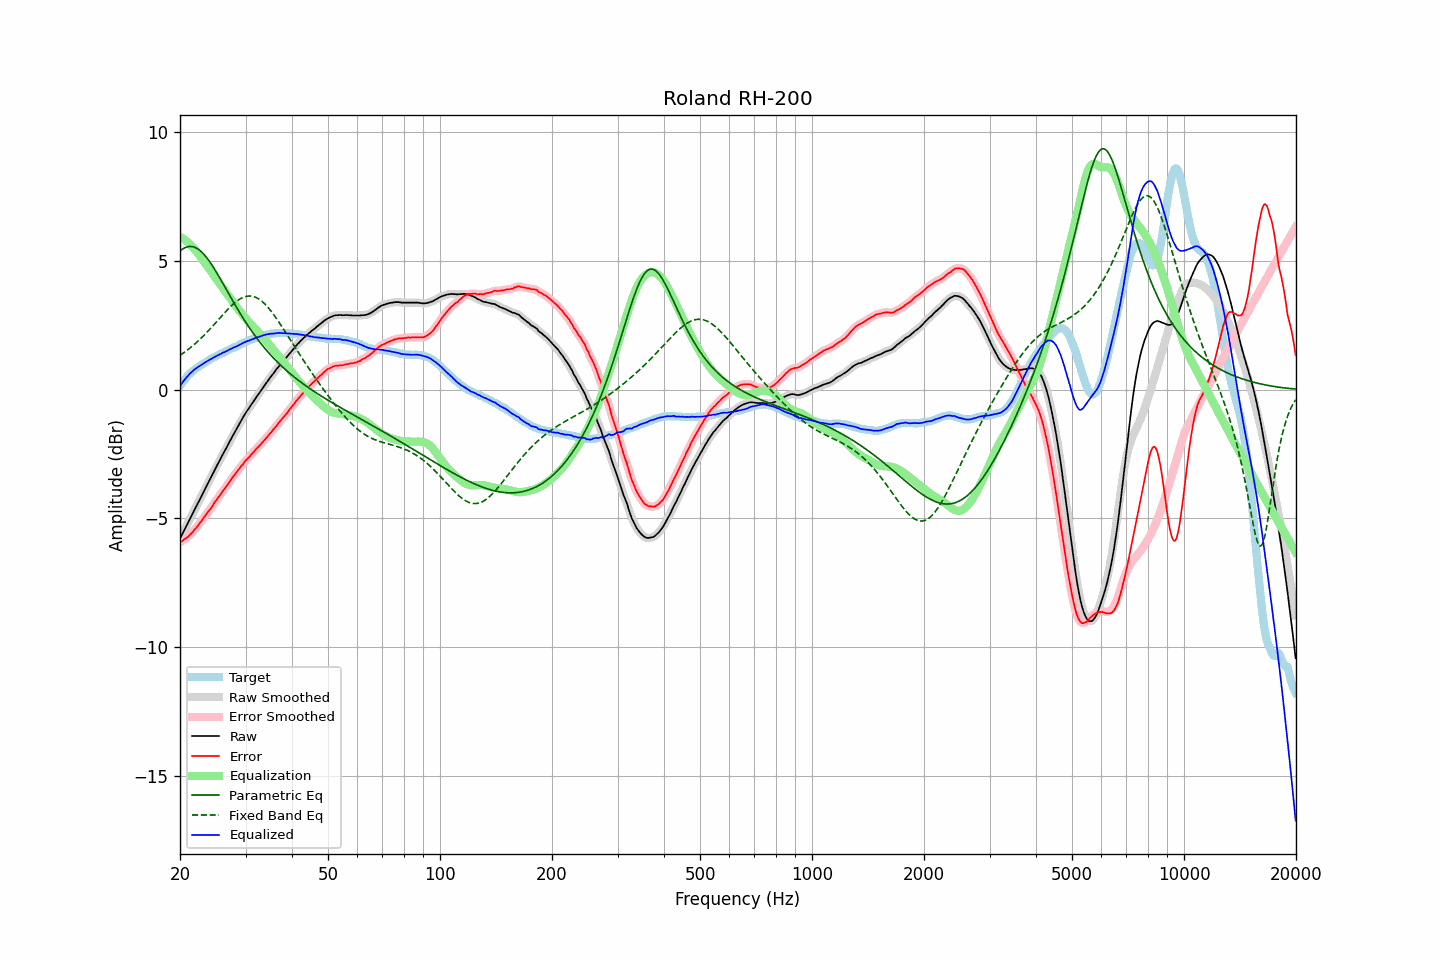 Roland RH-200
Amplitude (dBr)
10
5
0
−5
−10
−15
Target
Raw Smoothed
Error Smoothed
Raw
Error
Equalization
Parametric Eq
Fixed Band Eq
Equalized
20 50 100 200 500 1000 2000 5000 10000 20000
Frequency (Hz)